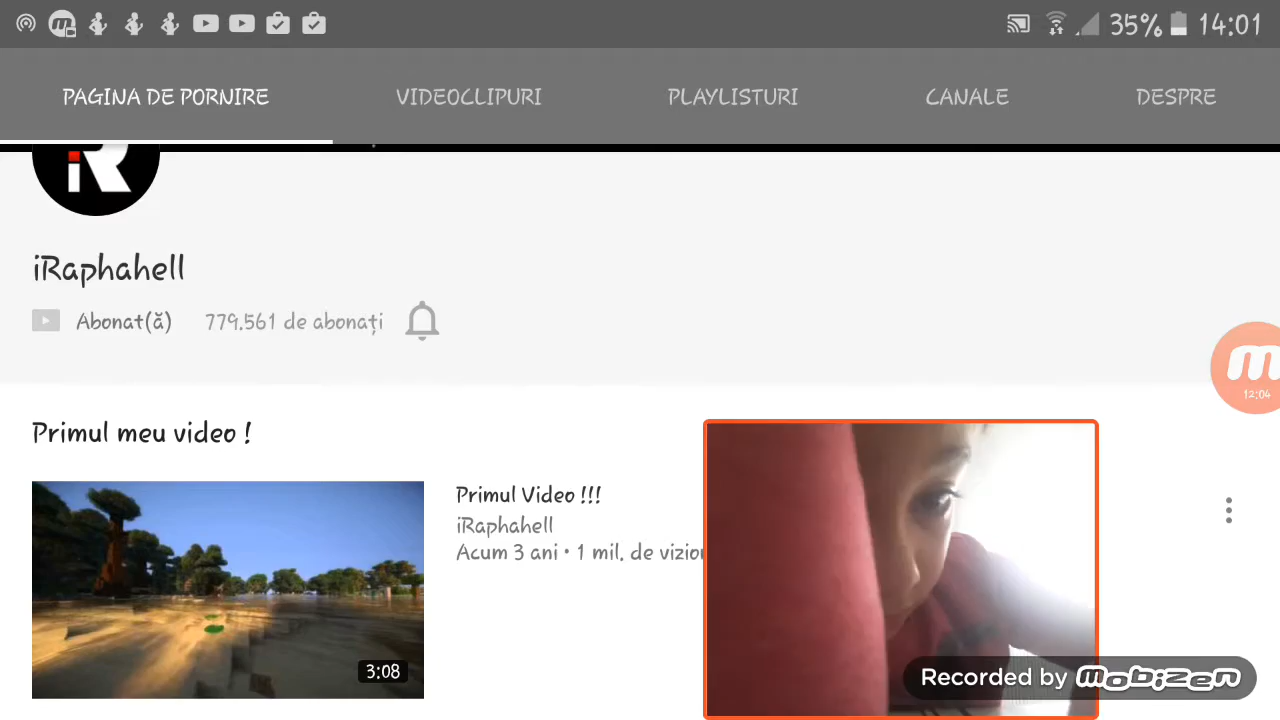 35% 14:01
PAGINA DE PORNIRE VIDEOCLIPURI PLAYLISTURI CANALE DESPRE
iR
iRaphahell
Abonat(ă) 779.561 de abonați
12:04
Primul meu video !
Primul Video !!!
iRaphahell
Acum 3 ani • 1 mil. de
3:08
Recorded by mobizen